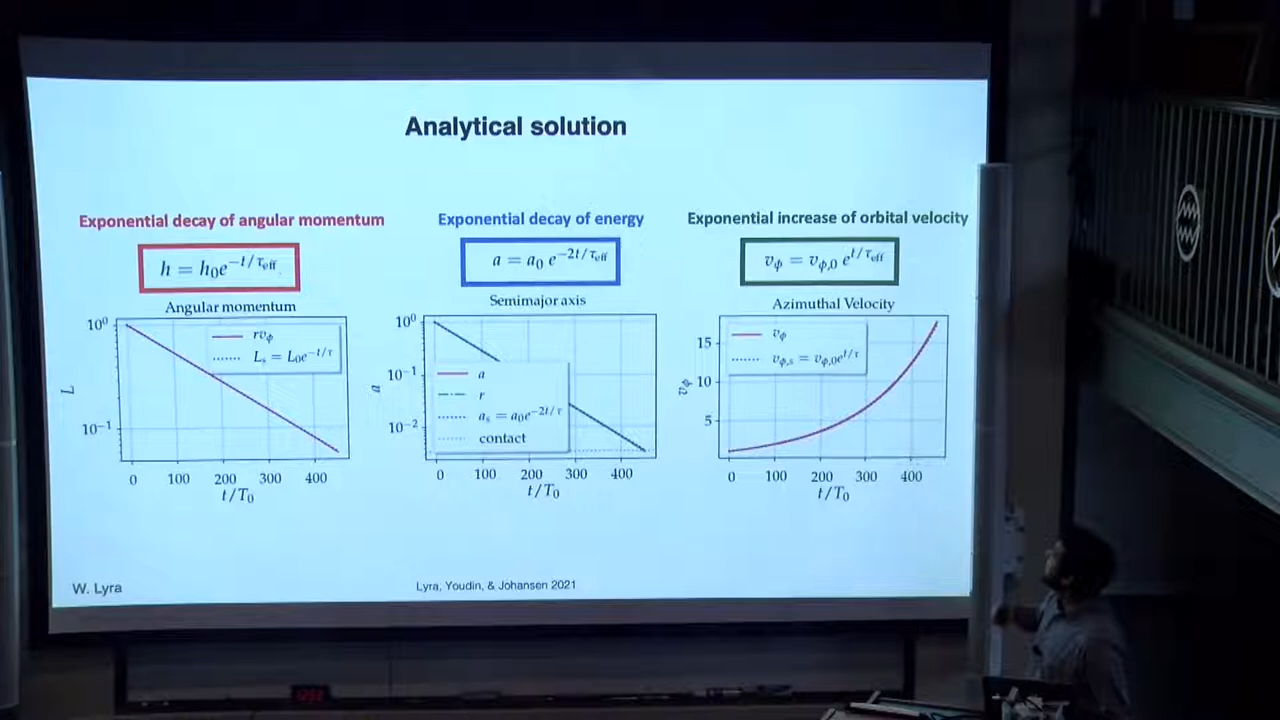 Analytical solution
Exponential decay of angular momentum
h = h₀e^{-t/τ_eff}
Angular momentum
rv_ϕ
L_s = L₀e^{-t/τ}
10⁰
10⁻¹
L
0 100 200 300 400
t/T₀
Exponential decay of energy
a = a₀ e^{-2t/τ_eff}
Semimajor axis
10⁰
10⁻¹
10⁻²
a
a
r
a_s = a₀e^{-2t/τ}
contact
0 100 200 300 400
t/T₀
Exponential increase of orbital velocity
v_ϕ = v_{ϕ,0} e^{t/τ_eff}
Azimuthal Velocity
v_ϕ
v_{ϕ,s} = v_{ϕ,0}e^{t/τ}
15
10
5
v_ϕ
0 100 200 300 400
t/T₀
W. Lyra
Lyra, Youdin, & Johansen 2021